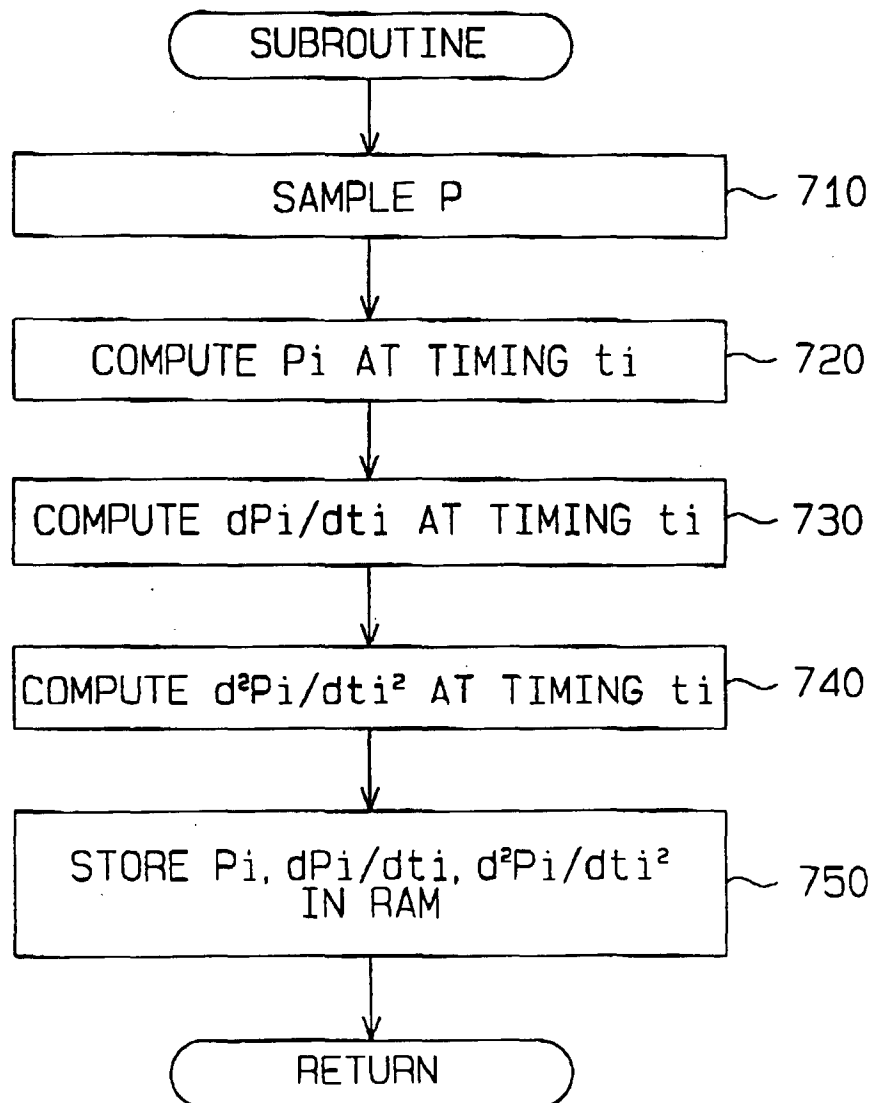 SUBROUTINE
SAMPLE P
710
COMPUTE Pi AT TIMING ti
720
COMPUTE dPi/dti AT TIMING ti
730
COMPUTE d²Pi/dti² AT TIMING ti
740
STORE Pi, dPi/dti, d²Pi/dti²
IN RAM
750
RETURN